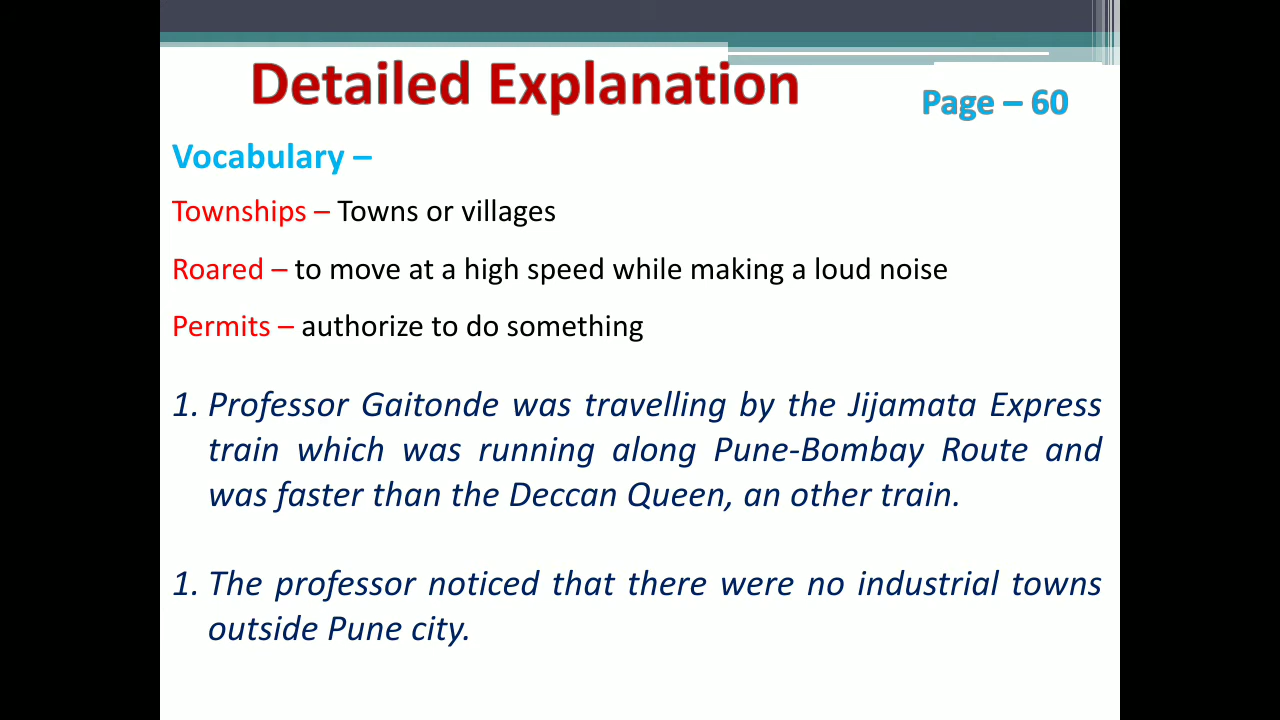 Detailed Explanation
Page – 60
Vocabulary –
Townships – Towns or villages
Roared – to move at a high speed while making a loud noise
Permits – authorize to do something
1. Professor Gaitonde was travelling by the Jijamata Express
train which was running along Pune-Bombay Route and
was faster than the Deccan Queen, an other train.
1. The professor noticed that there were no industrial towns
outside Pune city.